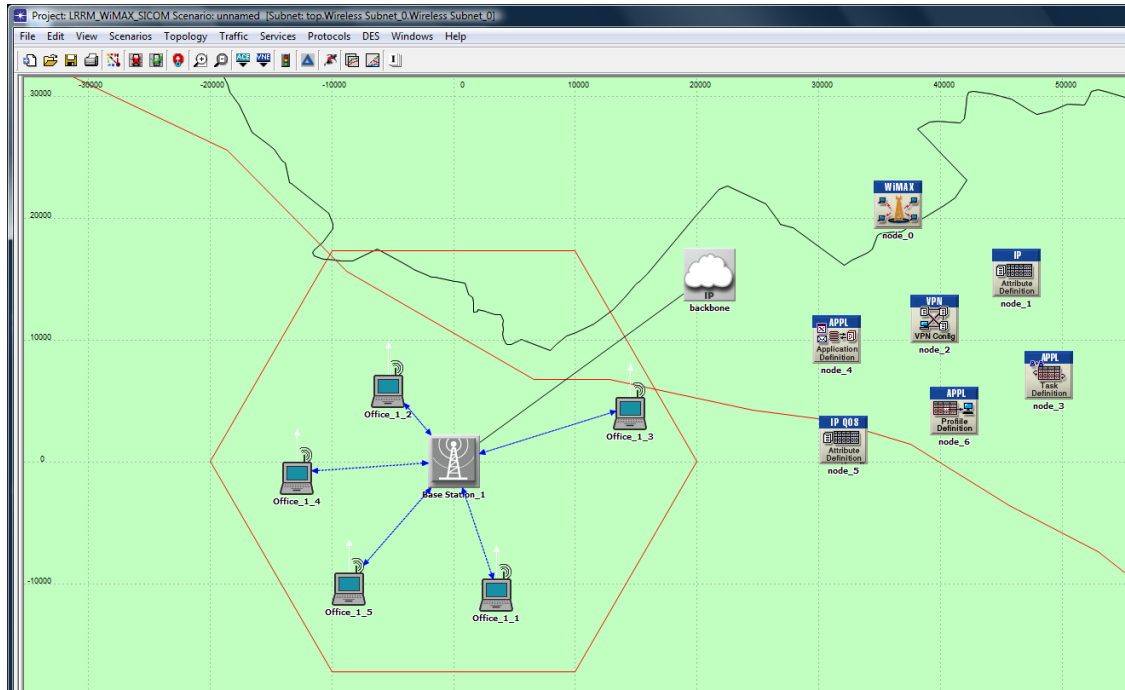 Project: LRRM_WiMAX_SICOM Scenario: unnamed [Subnet: top.Wireless Subnet_0.Wireless Subnet_0]
File Edit View Scenarios Topology Traffic Services Protocols DES Windows Help
ACE VNE
-30000 -20000 -10000 0 10000 20000 30000 40000 50000
30000
20000
WiMAX
node_0
IP
Attribute
Definition
node_1
IP
backbone
VPN
VPN Config
node_2
10000
APPL
Application
Definition
node_4
APPL
Task
Definition
node_3
Office_1_2
Office_1_3
APPL
Profile
Definition
node_6
IP QOS
Attribute
Definition
node_5
0
Office_1_4
Base Station_1
-10000
Office_1_5
Office_1_1